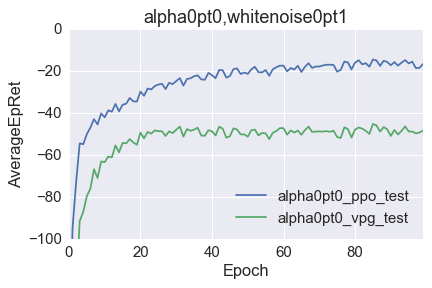 alpha0pt0,whitenoise0pt1
AverageEpRet
0
−20
−40
−60
−80
−100
0
20
40
60
80
Epoch
alpha0pt0_ppo_test
alpha0pt0_vpg_test